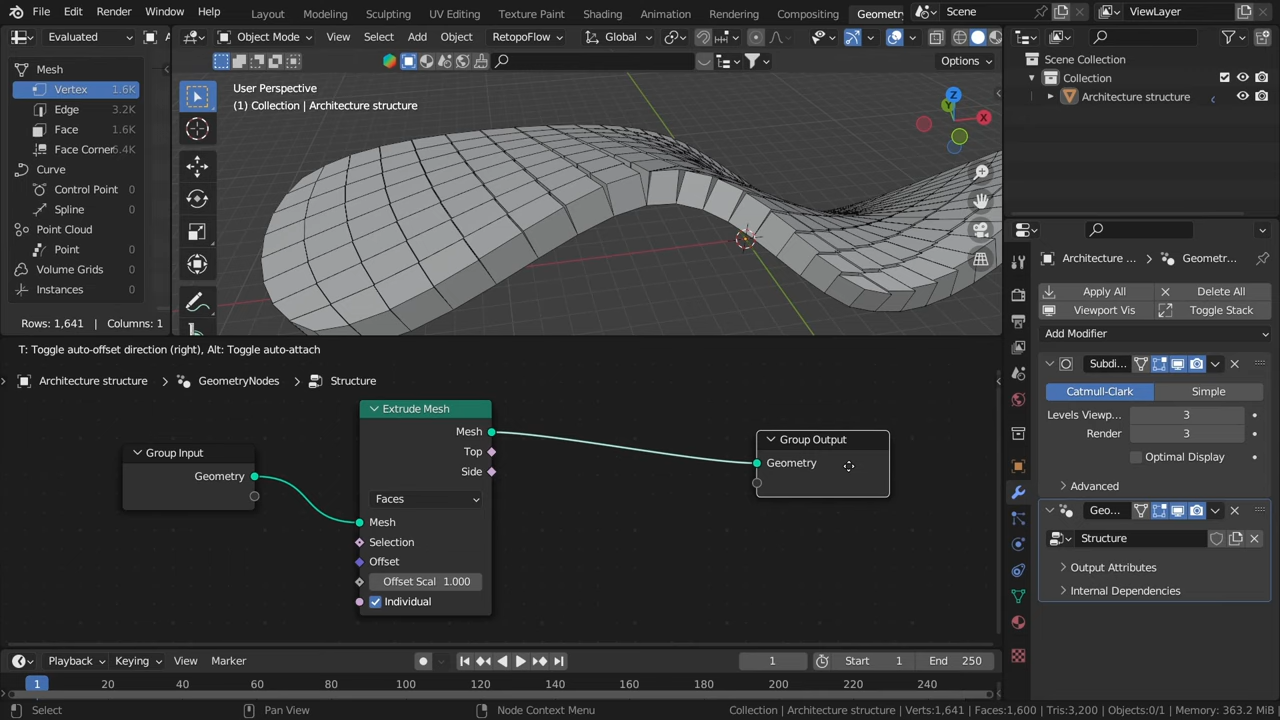 File Edit Render Window Help Layout Modeling Sculpting UV Editing Texture Paint Shading Animation Rendering Compositing Geometry Scene ViewLayer
Evaluated Object Mode View Select Add Object RetopoFlow Global
Options
Mesh
Vertex 1.6K
Edge 3.2K
Face 1.6K
Face Corner 6.4K
Curve
Control Point 0
Spline 0
Point Cloud
Point 0
Volume Grids 0
Instances 0
Rows: 1,641 | Columns: 1
User Perspective
(1) Collection | Architecture structure
Z
X
Y
Scene Collection
Collection
Architecture structure
T: Toggle auto-offset direction (right), Alt: Toggle auto-attach
Architecture structure > GeometryNodes > Structure
Group Input
Geometry
Extrude Mesh
Mesh
Top
Side
Faces
Mesh
Selection
Offset
Offset Scal 1.000
Individual
Group Output
Geometry
Architecture ... > Geometr...
Apply All Delete All
Viewport Vis Toggle Stack
Add Modifier
Subdi...
Catmull-Clark Simple
Levels Viewp... 3
Render 3
Optimal Display
Advanced
Geo...
Structure
Output Attributes
Internal Dependencies
Playback Keying View Marker 1 Start 1 End 250
1 20 40 60 80 100 120 140 160 180 200 220 240
Select Pan View Node Context Menu Collection | Architecture structure | Verts:1,641 | Faces:1,600 | Tris:3,200 | Objects:0/1 | Memory: 363.2 MiB